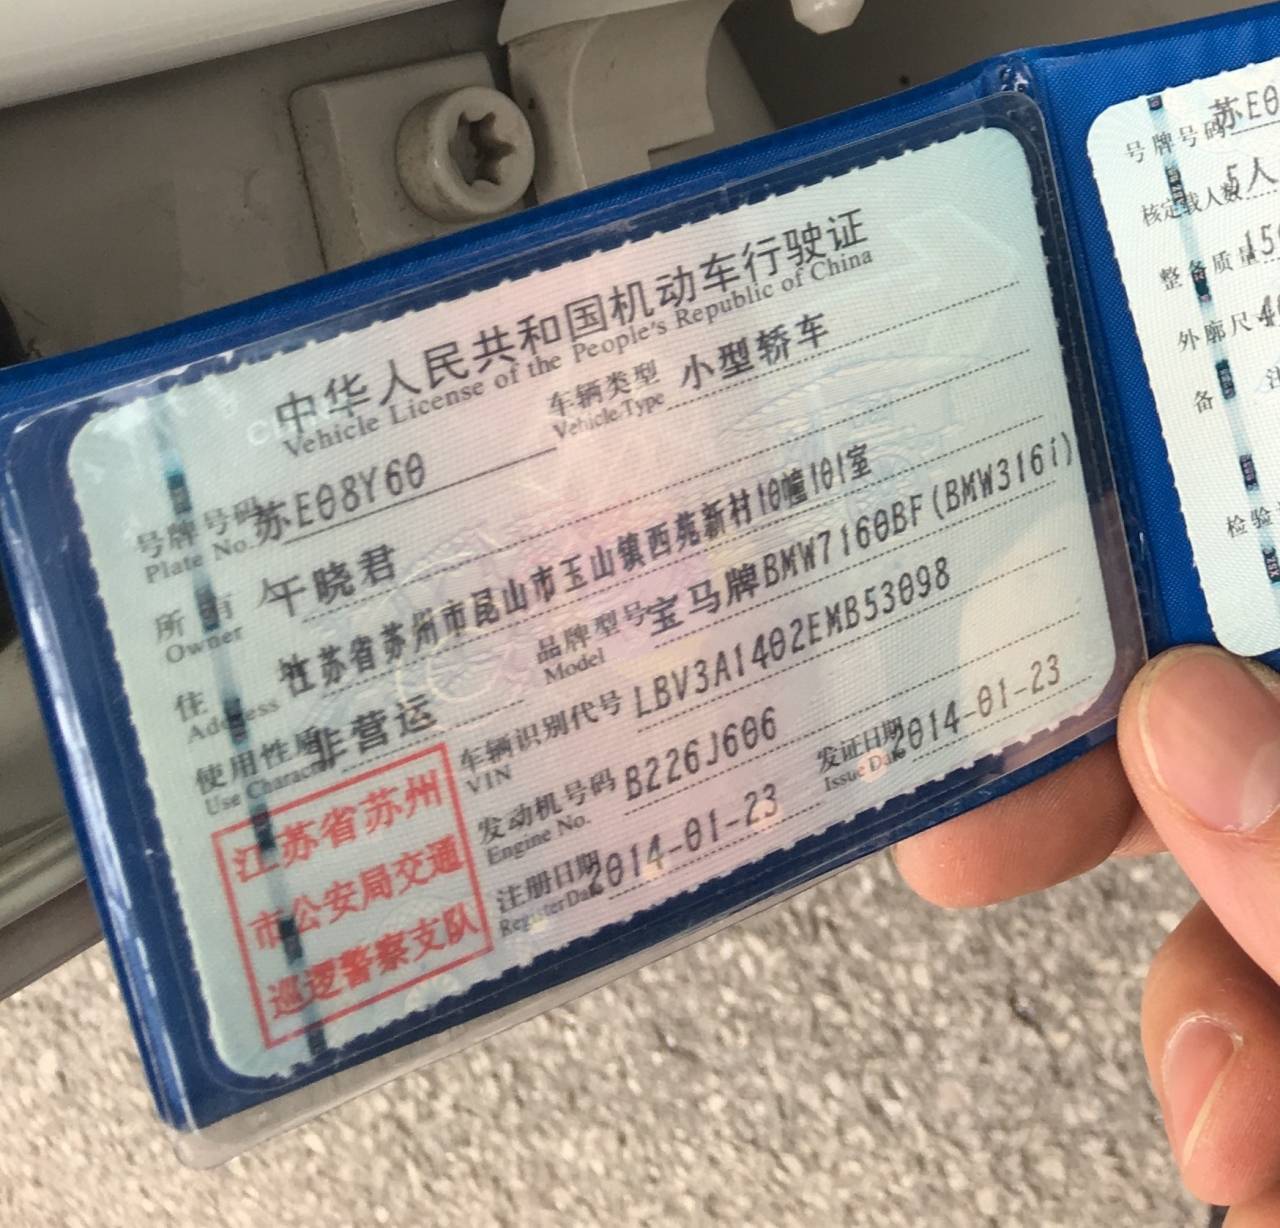 中华人民共和国机动车行驶证
Vehicle License of the People's Republic of China
号牌号码 苏E08Y60 车辆类型 小型轿车
Plate No. Vehicle Type
所有 午晓君
Owner
住 江苏省苏州市昆山市玉山镇西苑新村10幢101室
Address
使用性质 非营运 品牌型号 宝马牌BMW7160BF(BMW316i)
Use Character Model
车辆识别代号 LBV3A1402EMB53098
VIN
发动机号码 B226J606 发证日期 2014-01-23
Engine No. Issue Date
注册日期 2014-01-23
Register Date
江苏省苏州
市公安局交通
巡逻警察支队
号牌号码 苏E0
核定载人数 5人
整备质量 15
外廓尺 4
备
检验